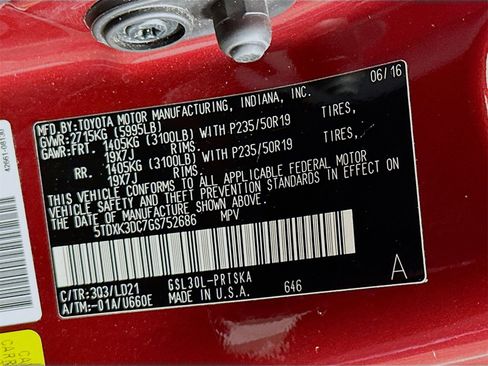 MFD.BY:TOYOTA MOTOR MANUFACTURING, INDIANA, INC. 06/16
GVWR:2715KG (5995LB)
GAWR:FRT. 1405KG (3100LB) WITH P235/50R19 TIRES,
19X7J RIMS.
RR. 1405KG (3100LB) WITH P235/50R19 TIRES,
19X7J RIMS.
THIS VEHICLE CONFORMS TO ALL APPLICABLE FEDERAL MOTOR
VEHICLE SAFETY AND THEFT PREVENTION STANDARDS IN EFFECT
ON THE DATE OF MANUFACTURE SHOWN ABOVE.
5TDXK3DC7GS752686 MPV
C/TR:303/LD21 GSL30L-PRTSKA
A/TM:-01A/U660E MADE IN U.S.A. 646
A
42661-08130